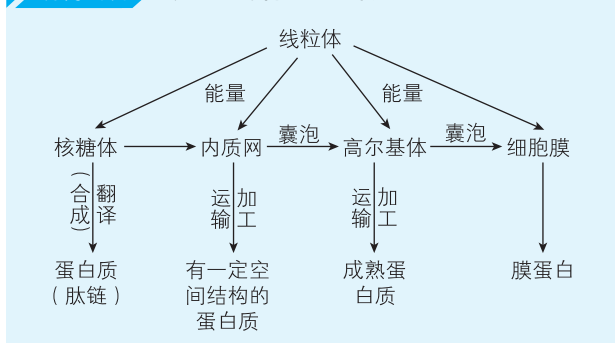 线粒体
能量
能量
核糖体
内质网
囊泡
高尔基体
囊泡
细胞膜
(合成)
翻译
运输
加工
运输
加工
蛋白质
(肽链)
有一定空
间结构的
蛋白质
成熟蛋
白质
膜蛋白